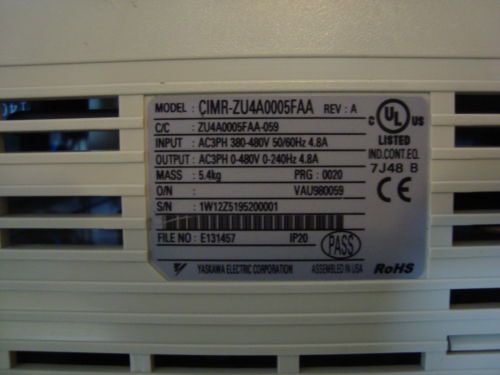 MODEL : CIMR-ZU4A0005FAA REV : A
C/C : ZU4A0005FAA-059
INPUT : AC3PH 380-480V 50/60Hz 4.8A
OUTPUT : AC3PH 0-480V 0-240Hz 4.8A
MASS : 5.4kg PRG : 0020
O/N : VAU980059
S/N : 1W12Z5195200001
FILE NO : E131457 IP20
PASS
YASKAWA ELECTRIC CORPORATION ASSEMBLED IN USA RoHS
C UL US
LISTED
IND.CONT.EQ.
7J48 B
CE